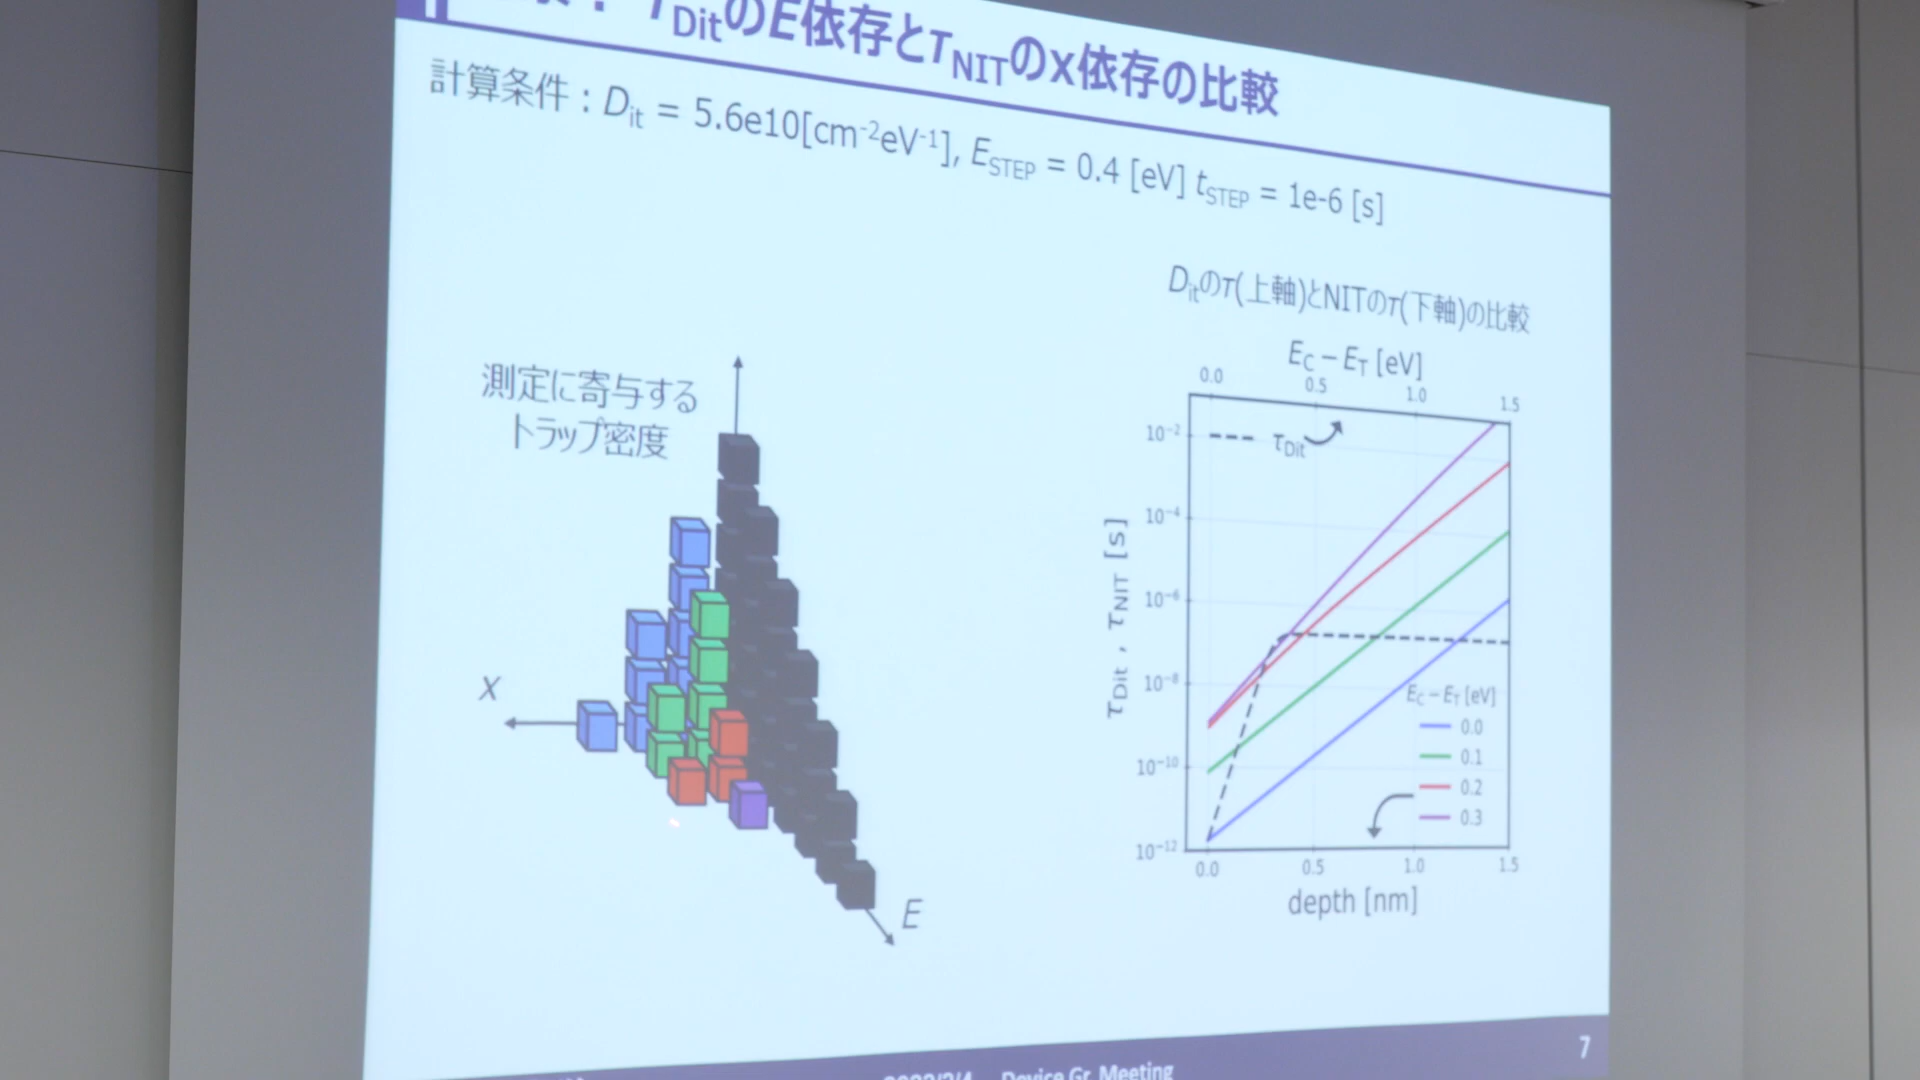 τDitのE依存とτNITのx依存の比較
計算条件：Dit = 5.6e10[cm-2eV-1], ESTEP = 0.4 [eV] tSTEP = 1e-6 [s]
測定に寄与する
トラップ密度
x
E
Ditのτ(上軸)とNITのτ(下軸)の比較
EC − ET [eV]
0.0 0.5 1.0 1.5
τDit
10−2
10−4
10−6
10−8
10−10
10−12
τDit , τNIT [s]
EC − ET [eV]
0.0
0.1
0.2
0.3
0.0 0.5 1.0 1.5
depth [nm]
Device Gr. Meeting
7